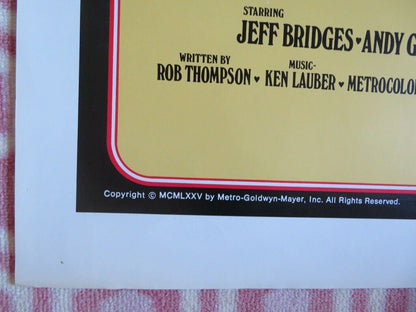 STARRING
JEFF BRIDGES ♥ ANDY G
WRITTEN BY MUSIC-
ROB THOMPSON ♥ KEN LAUBER ♥ METROCOLO
Copyright © MCMLXXV by Metro-Goldwyn-Mayer, Inc. All Rights Reserved.